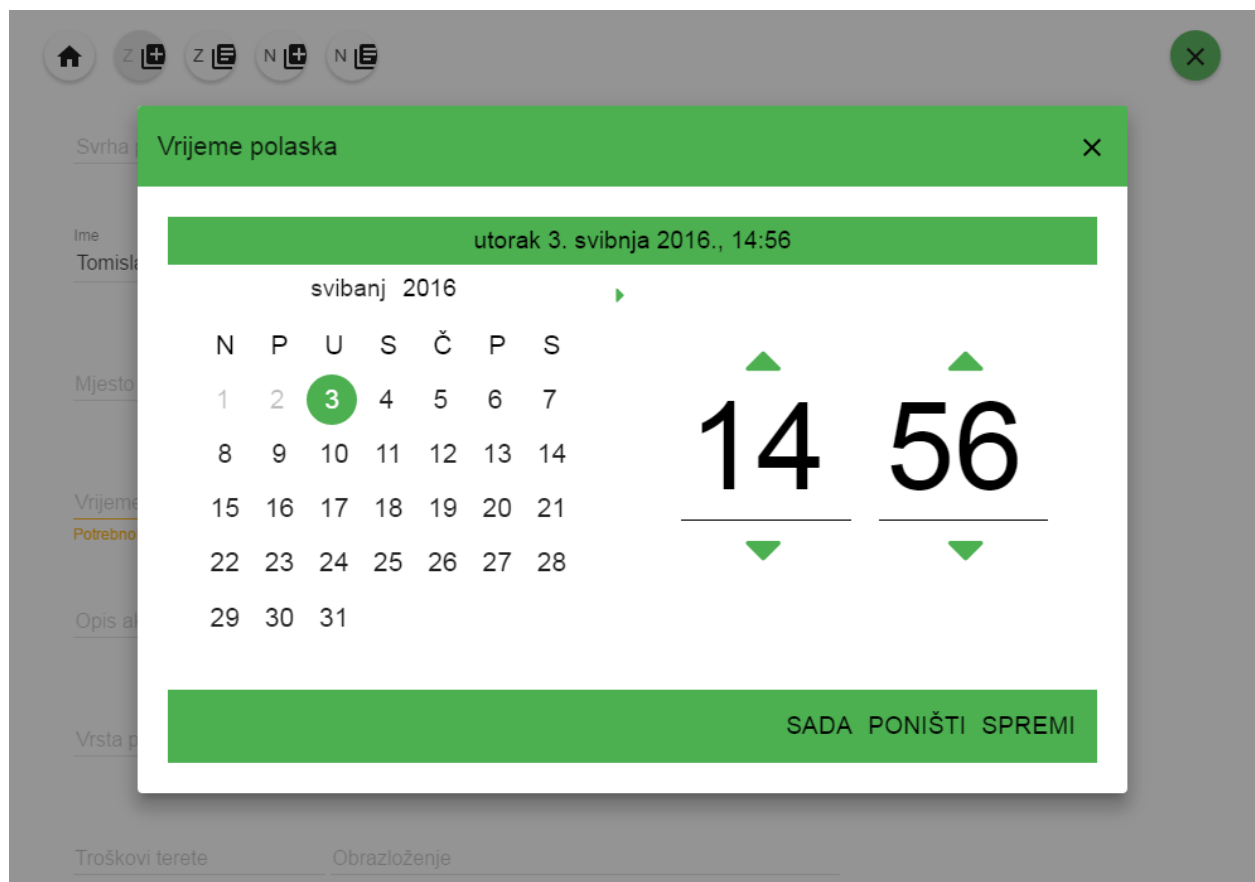 Z Z N N
Vrijeme polaska
Svrha
utorak 3. svibnja 2016., 14:56
Ime
svibanj 2016
N P U S Č P S
Mjesto
1 2 3 4 5 6 7
14 56
8 9 10 11 12 13 14
Vrijeme
15 16 17 18 19 20 21
Potrebno
22 23 24 25 26 27 28
Opis
29 30 31
SADA PONIŠTI SPREMI
Vrsta
Troškovi terete Obrazloženje